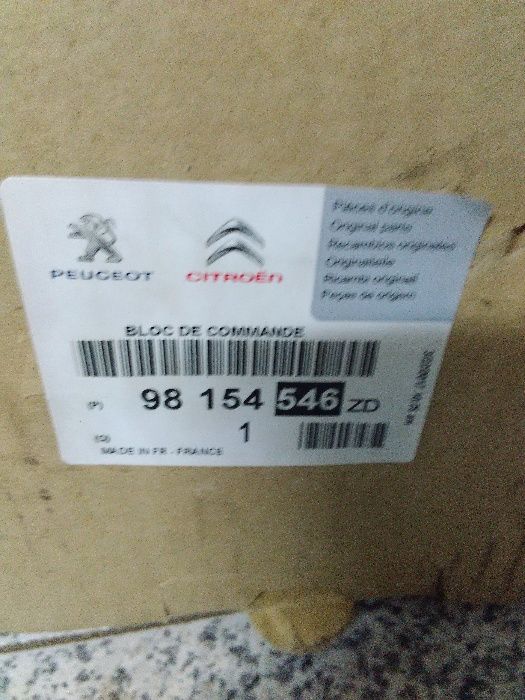 PEUGEOT
CITROËN
Pièces d'origine
Original parts
Recambios originales
Originalteile
Ricambi originali
Peças de origem
BLOC DE COMMANDE
(P) 98 154 546 ZD
(Q) 1
MADE IN FR - FRANCE